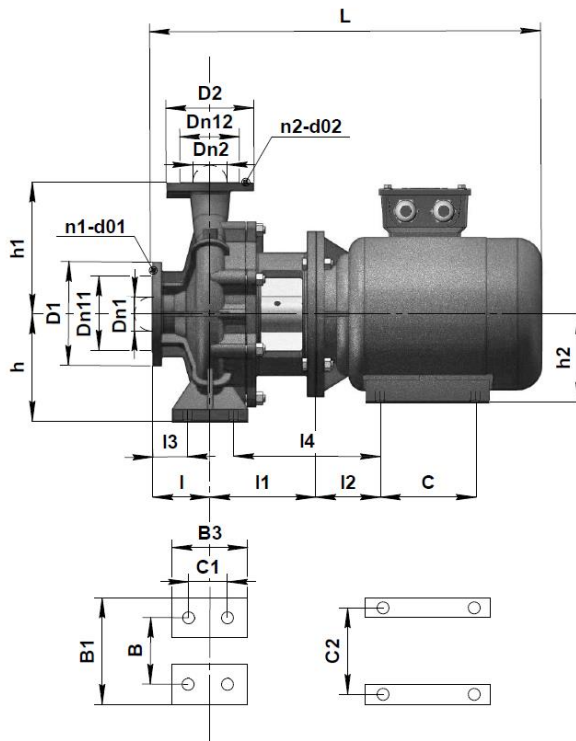 L
D2
Dn12
n2-d02
Dn2
n1-d01
h1
D1
Dn11
Dn1
h
h2
l3
l4
l
l1
l2
C
B3
C1
B1
B
C2